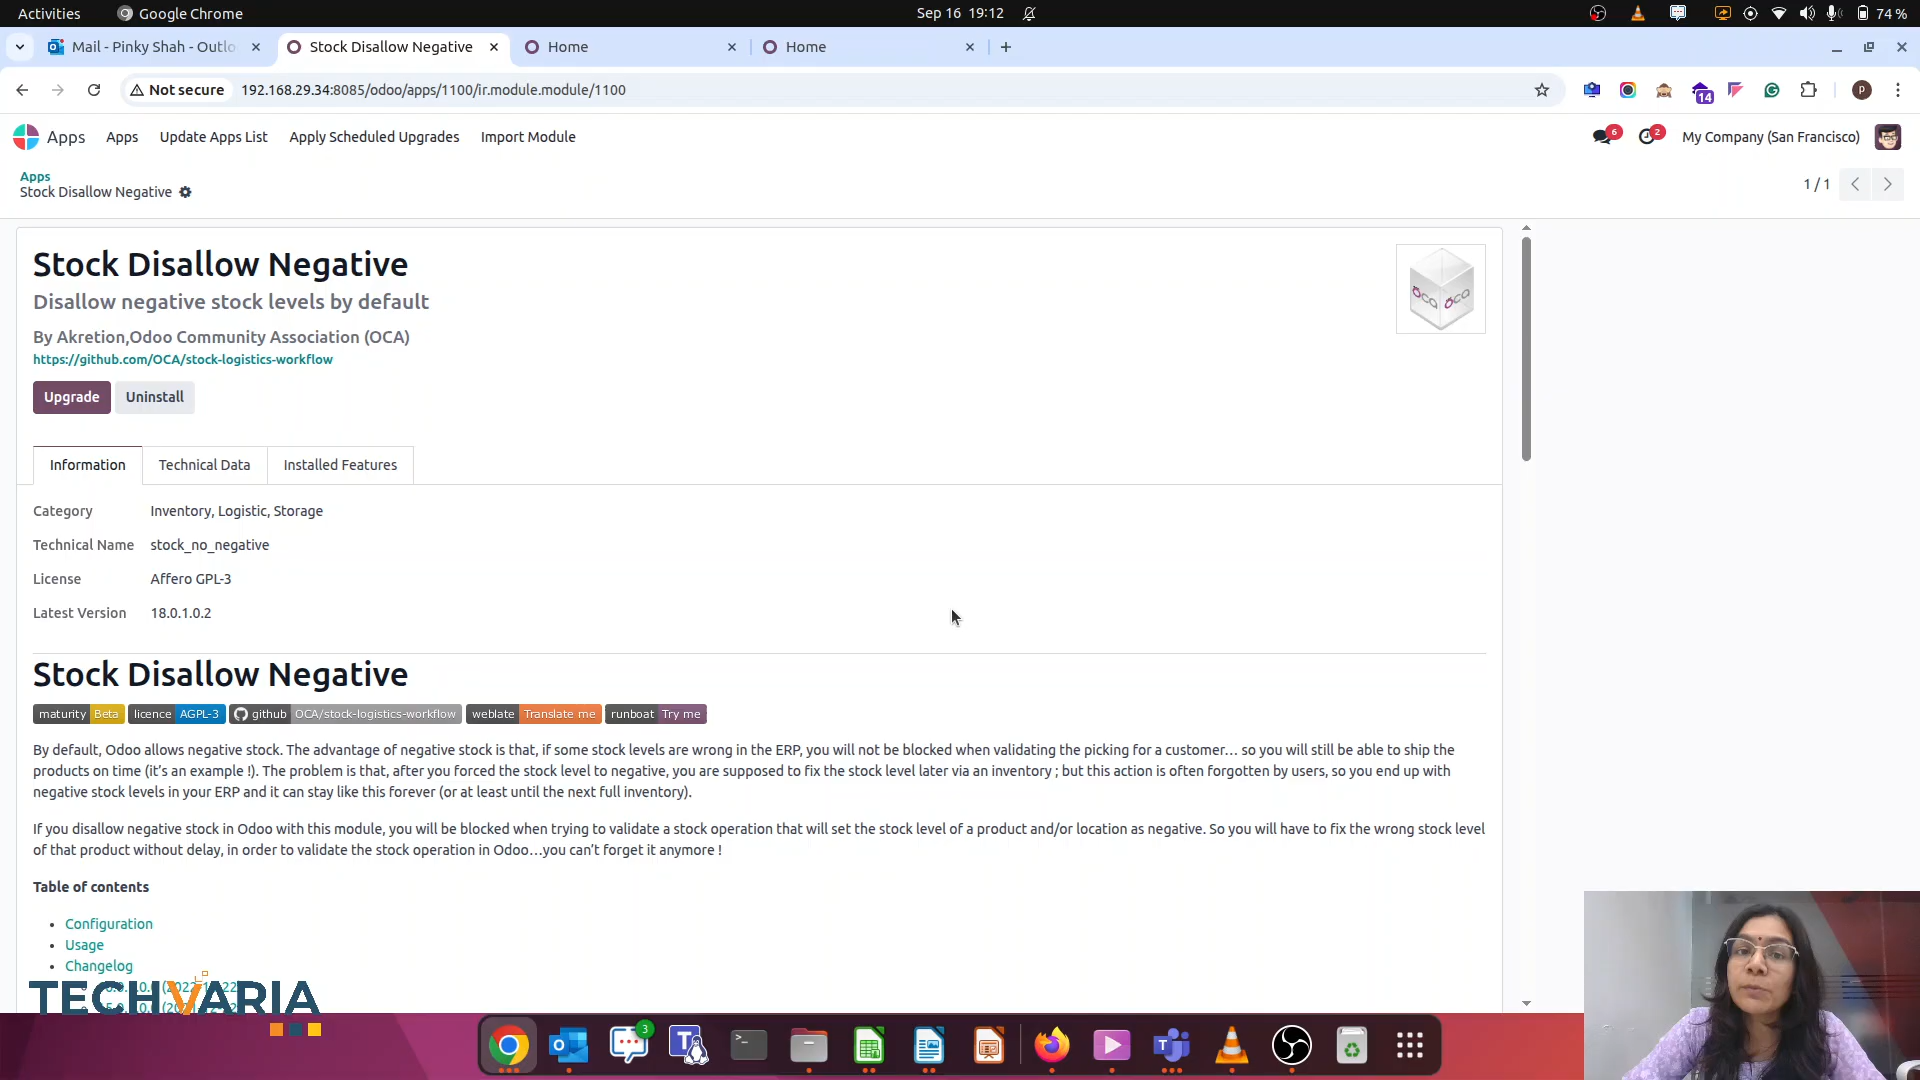 Activities
Google Chrome
Sep 16 19:12
74 %
Mail - Pinky Shah - Outlo
Stock Disallow Negative
Home
Home
Not secure
192.168.29.34:8085/odoo/apps/1100/ir.module.module/1100
14
P
Apps
Apps
Update Apps List
Apply Scheduled Upgrades
Import Module
6
2
My Company (San Francisco)
Apps
Stock Disallow Negative
1 / 1
Stock Disallow Negative
Disallow negative stock levels by default
By Akretion,Odoo Community Association (OCA)
https://github.com/OCA/stock-logistics-workflow
Upgrade
Uninstall
Information
Technical Data
Installed Features
Category Inventory, Logistic, Storage
Technical Name stock_no_negative
License Affero GPL-3
Latest Version 18.0.1.0.2
Stock Disallow Negative
maturity Beta licence AGPL-3 github OCA/stock-logistics-workflow weblate Translate me runboat Try me
By default, Odoo allows negative stock. The advantage of negative stock is that, if some stock levels are wrong in the ERP, you will not be blocked when validating the picking for a customer… so you will still be able to ship the
products on time (it’s an example !). The problem is that, after you forced the stock level to negative, you are supposed to fix the stock level later via an inventory ; but this action is often forgotten by users, so you end up with
negative stock levels in your ERP and it can stay like this forever (or at least until the next full inventory).
If you disallow negative stock in Odoo with this module, you will be blocked when trying to validate a stock operation that will set the stock level of a product and/or location as negative. So you will have to fix the wrong stock level
of that product without delay, in order to validate the stock operation in Odoo…you can’t forget it anymore !
Table of contents
Configuration
Usage
Changelog
TECHVARIA
3